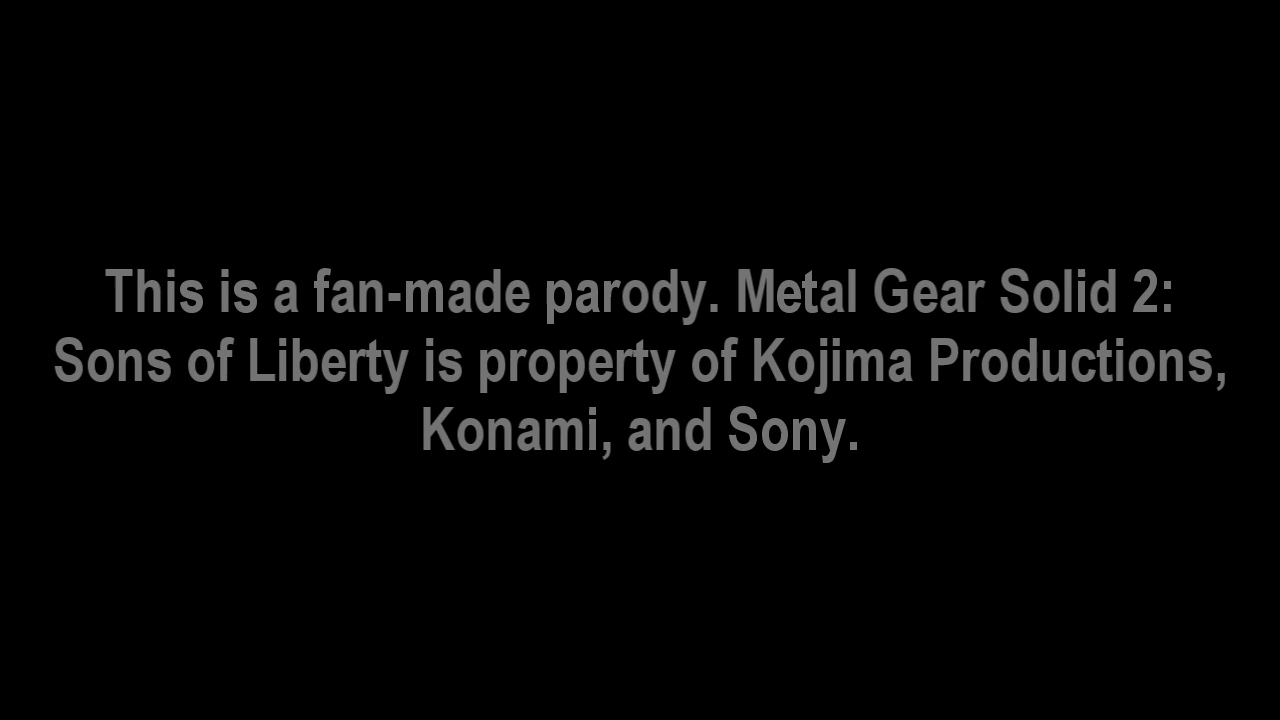 This is a fan-made parody. Metal Gear Solid 2:
Sons of Liberty is property of Kojima Productions,
Konami, and Sony.